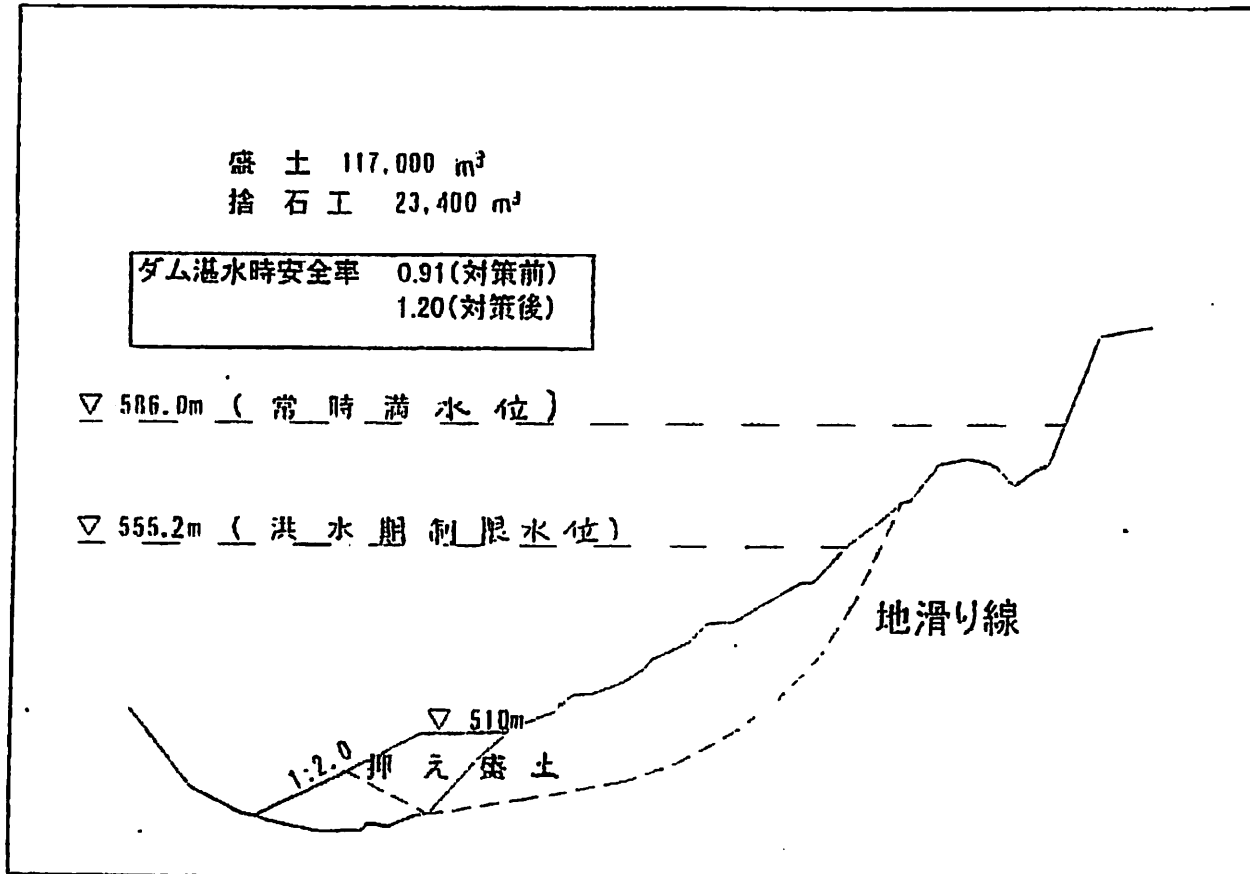 盛土 117,000 m³
捨石工 23,400 m³
ダム湛水時安全率 0.91(対策前)
1.20(対策後)
▽ 586.0m (常時満水位)
▽ 555.2m (洪水期制限水位)
地滑り線
▽ 510m
1:2.0
抑え盛土